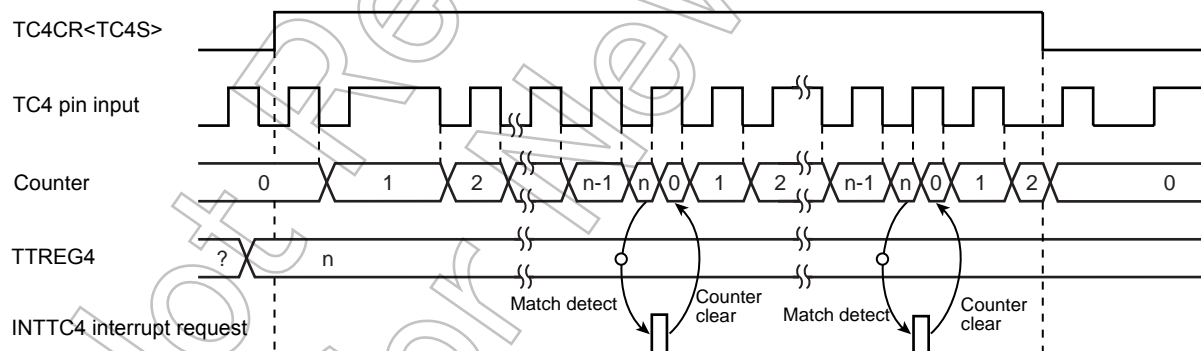 TC4CR<TC4S>
TC4 pin input
Counter 0 1 2 n-1 n 0 1 2 n-1 n 0 1 2 0
TTREG4 ? n
Match detect Counter clear Match detect Counter clear
INTTC4 interrupt request